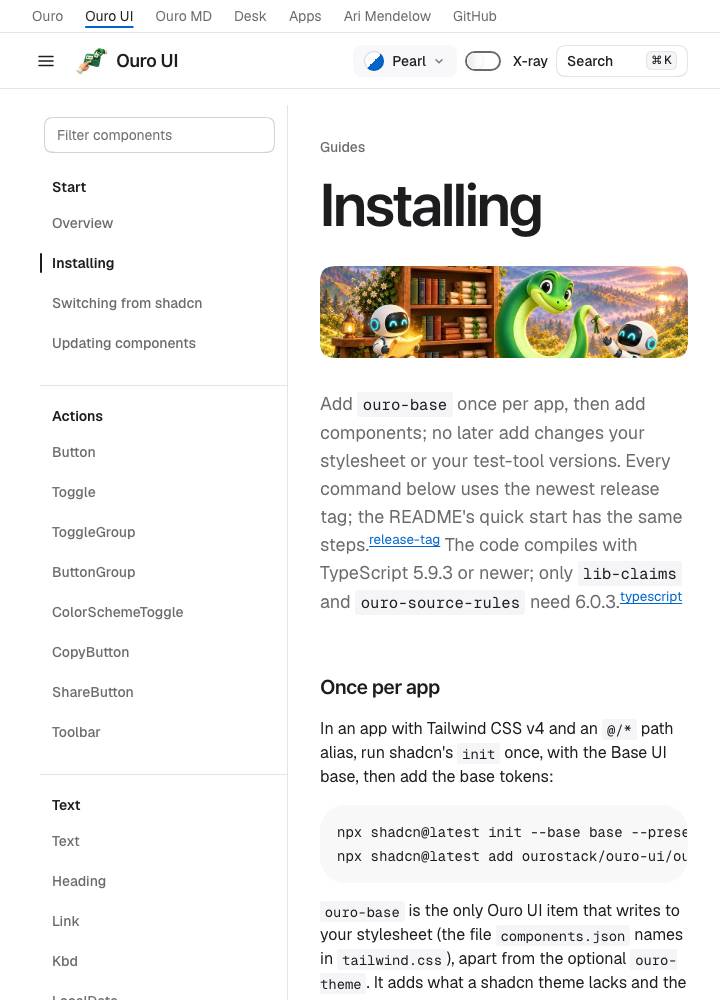 Ouro
Ouro UI
Ouro MD
Desk
Apps
Ari Mendelow
GitHub
Ouro UI
Pearl
X-ray
Search
⌘ K
Filter components
Start
Overview
Installing
Switching from shadcn
Updating components
Actions
Button
Toggle
ToggleGroup
ButtonGroup
ColorSchemeToggle
CopyButton
ShareButton
Toolbar
Text
Text
Heading
Link
Kbd
Guides
Installing
Add ouro-base once per app, then add
components; no later add changes your
stylesheet or your test-tool versions. Every
command below uses the newest release
tag; the README's quick start has the same
steps.release-tag The code compiles with
TypeScript 5.9.3 or newer; only lib-claims
and ouro-source-rules need 6.0.3.typescript
Once per app
In an app with Tailwind CSS v4 and an @/* path
alias, run shadcn's init once, with the Base UI
base, then add the base tokens:
npx shadcn@latest init --base base --prese
npx shadcn@latest add ourostack/ouro-ui/ou
ouro-base is the only Ouro UI item that writes to
your stylesheet (the file components.json names
in tailwind.css), apart from the optional ouro-
theme. It adds what a shadcn theme lacks and the